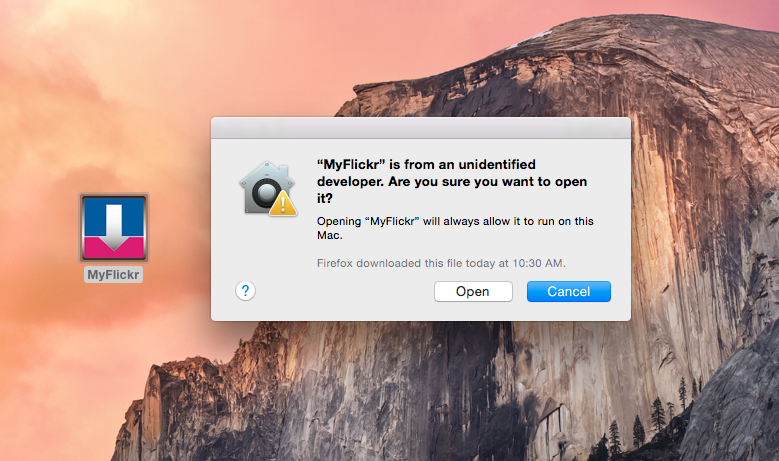 “MyFlickr” is from an unidentified
developer. Are you sure you want to open
it?
Opening “MyFlickr” will always allow it to run on this
Mac.
Firefox downloaded this file today at 10:30 AM.
?
Open
Cancel
MyFlickr